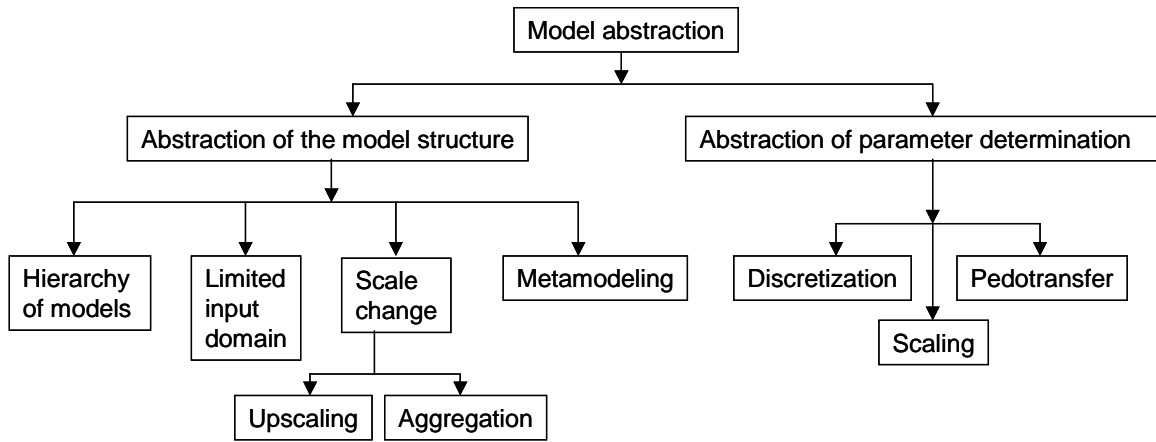 Model abstraction
Abstraction of the model structure
Abstraction of parameter determination
Hierarchy
of models
Limited
input
domain
Scale
change
Metamodeling
Discretization
Pedotransfer
Scaling
Upscaling
Aggregation